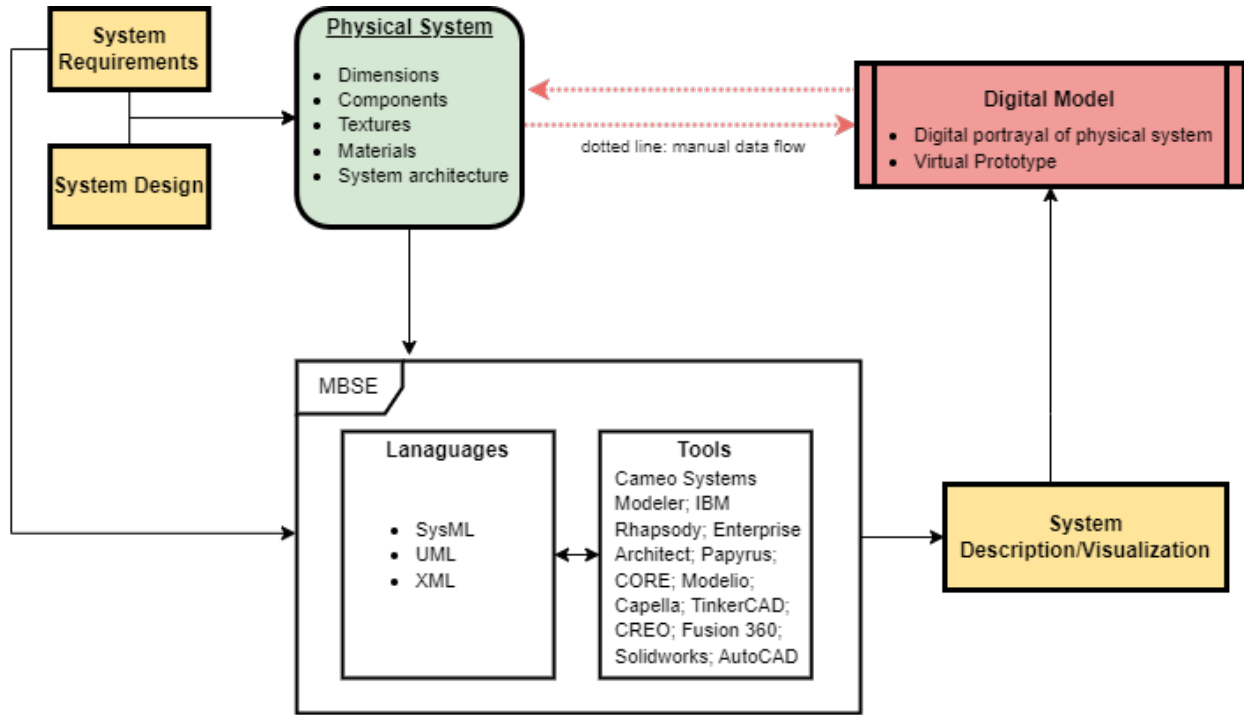 System
Requirements
System Design
Physical System
Dimensions
Components
Textures
Materials
System architecture
dotted line: manual data flow
Digital Model
Digital portrayal of physical system
Virtual Prototype
MBSE
Lanaguages
SysML
UML
XML
Tools
Cameo Systems
Modeler; IBM
Rhapsody; Enterprise
Architect; Papyrus;
CORE; Modelio;
Capella; TinkerCAD;
CREO; Fusion 360;
Solidworks; AutoCAD
System
Description/Visualization